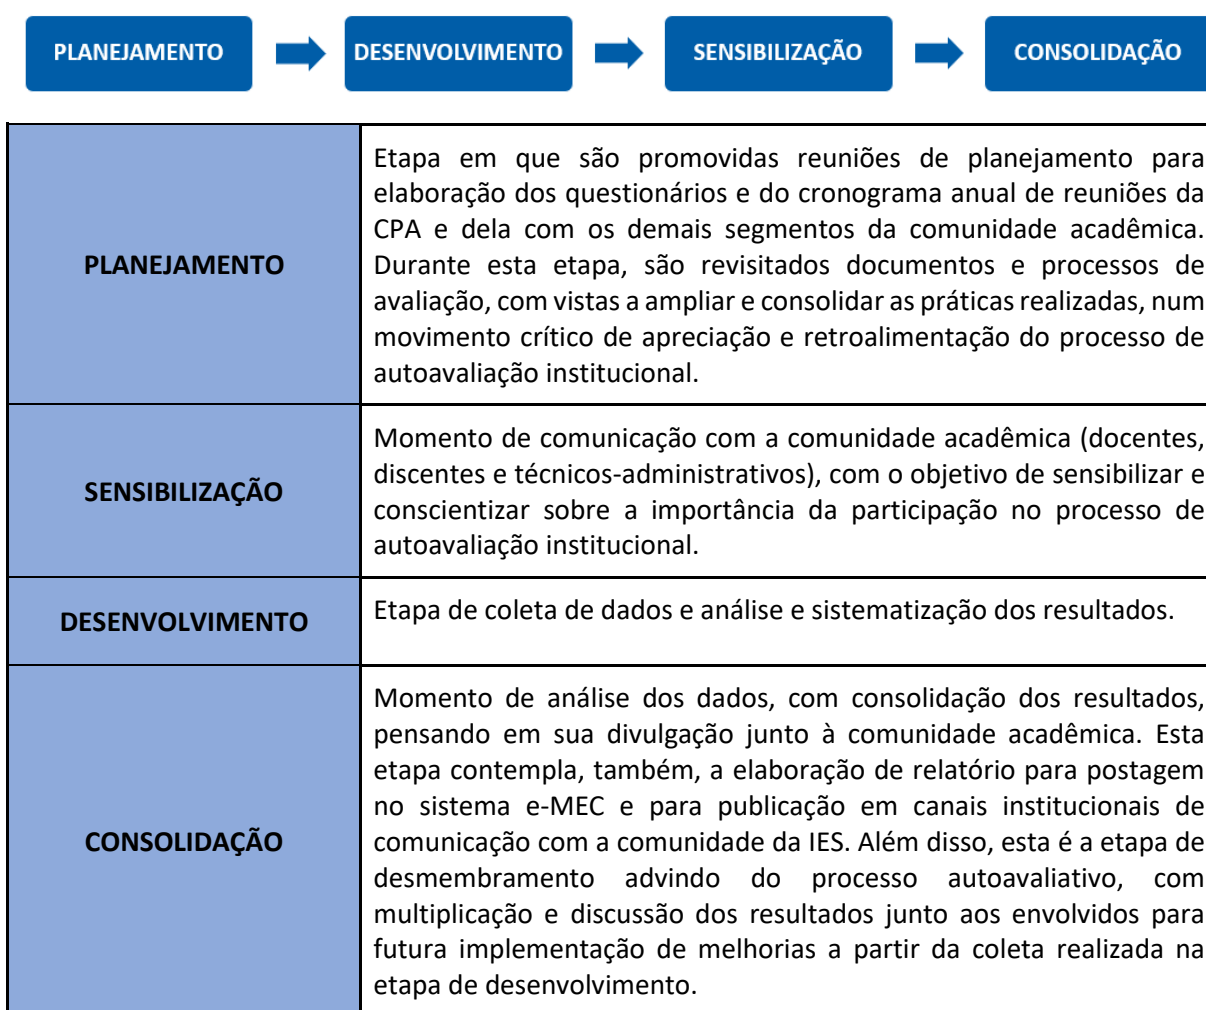 PLANEJAMENTO
DESENVOLVIMENTO
SENSIBILIZAÇÃO
CONSOLIDAÇÃO
PLANEJAMENTO
Etapa em que são promovidas reuniões de planejamento para
elaboração dos questionários e do cronograma anual de reuniões da
CPA e dela com os demais segmentos da comunidade acadêmica.
Durante esta etapa, são revisitados documentos e processos de
avaliação, com vistas a ampliar e consolidar as práticas realizadas, num
movimento crítico de apreciação e retroalimentação do processo de
autoavaliação institucional.
SENSIBILIZAÇÃO
Momento de comunicação com a comunidade acadêmica (docentes,
discentes e técnicos-administrativos), com o objetivo de sensibilizar e
conscientizar sobre a importância da participação no processo de
autoavaliação institucional.
DESENVOLVIMENTO
Etapa de coleta de dados e análise e sistematização dos resultados.
CONSOLIDAÇÃO
Momento de análise dos dados, com consolidação dos resultados,
pensando em sua divulgação junto à comunidade acadêmica. Esta
etapa contempla, também, a elaboração de relatório para postagem
no sistema e-MEC e para publicação em canais institucionais de
comunicação com a comunidade da IES. Além disso, esta é a etapa de
desmembramento advindo do processo autoavaliativo, com
multiplicação e discussão dos resultados junto aos envolvidos para
futura implementação de melhorias a partir da coleta realizada na
etapa de desenvolvimento.